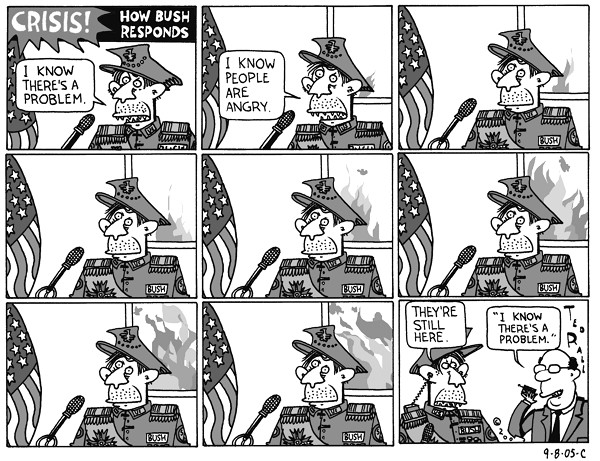 CRISIS!
HOW BUSH
RESPONDS
I KNOW
THERE'S A
PROBLEM.
I KNOW
PEOPLE
ARE
ANGRY.
BUSH
BUSH
BUSH
BUSH
BUSH
BUSH
THEY'RE
STILL
HERE.
"I KNOW
THERE'S A
PROBLEM."
TED
RALL
BUSH
9-8-05-C